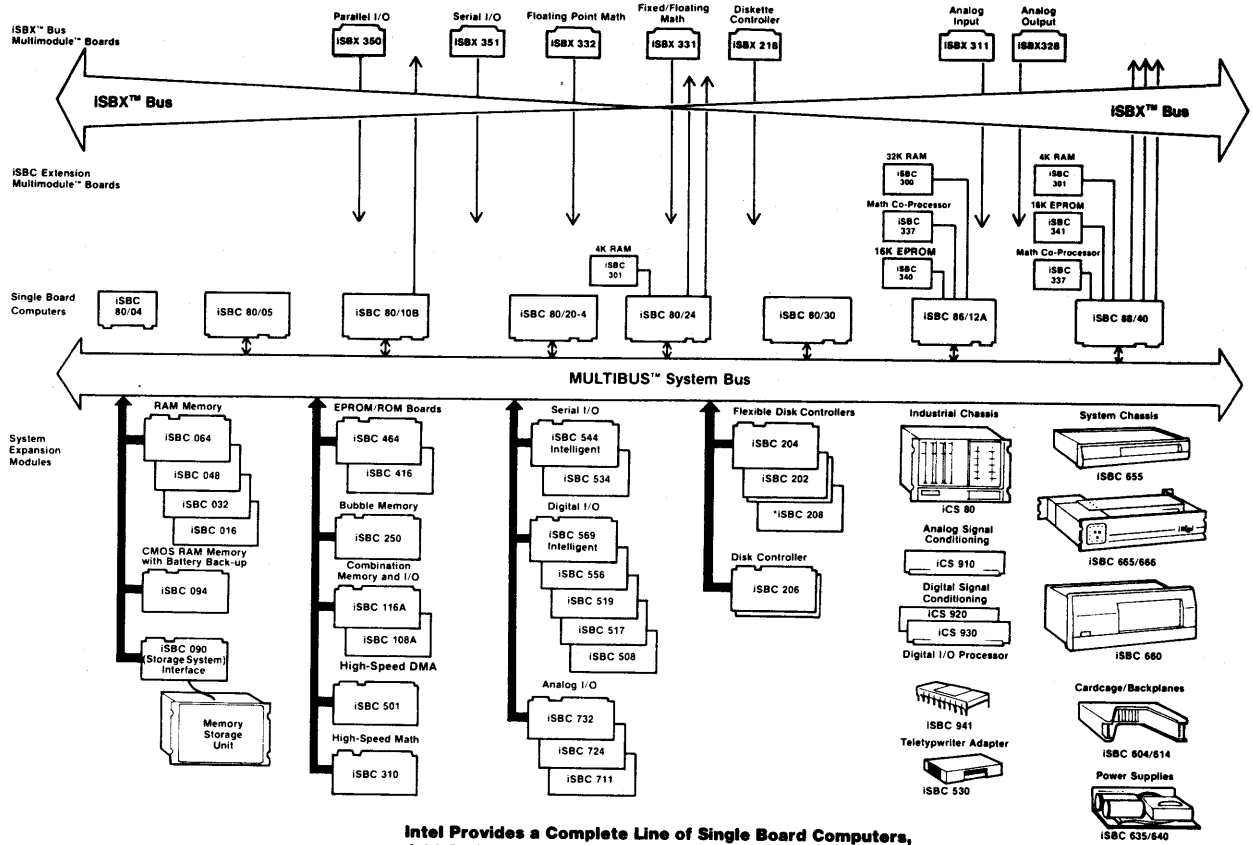 iSBX™ Bus
Multimodule™ Boards
Parallel I/O
iSBX 350
Serial I/O
iSBX 351
Floating Point Math
iSBX 332
Fixed/Floating
Math
iSBX 331
Diskette
Controller
iSBX 218
Analog
Input
iSBX 311
Analog
Output
iSBX328
iSBX™ Bus
iSBX™ Bus
iSBC Extension
Multimodule™ Boards
4K RAM
iSBC
301
32K RAM
iSBC
300
Math Co-Processor
iSBC
337
16K EPROM
iSBC
340
4K RAM
iSBC
301
16K EPROM
iSBC
341
Math Co-Processor
iSBC
337
Single Board
Computers
iSBC
80/04
iSBC 80/05
iSBC 80/10B
iSBC 80/20-4
iSBC 80/24
iSBC 80/30
iSBC 86/12A
iSBC 88/40
MULTIBUS™ System Bus
System
Expansion
Modules
RAM Memory
iSBC 064
iSBC 048
iSBC 032
iSBC 016
CMOS RAM Memory
with Battery Back-up
iSBC 094
iSBC 090
(Storage System)
Interface
Memory
Storage
Unit
EPROM/ROM Boards
iSBC 464
iSBC 416
Bubble Memory
iSBC 250
Combination
Memory and I/O
iSBC 116A
iSBC 108A
High-Speed DMA
iSBC 501
High-Speed Math
iSBC 310
Serial I/O
iSBC 544
Intelligent
iSBC 534
Digital I/O
iSBC 569
Intelligent
iSBC 556
iSBC 519
iSBC 517
iSBC 508
Analog I/O
iSBC 732
iSBC 724
iSBC 711
Flexible Disk Controllers
iSBC 204
iSBC 202
*iSBC 208
Disk Controller
iSBC 206
Industrial Chassis
iCS 80
Analog Signal
Conditioning
iCS 910
Digital Signal
Conditioning
iCS 920
iCS 930
Digital I/O Processor
iSBC 941
Teletypwriter Adapter
iSBC 530
System Chassis
iSBC 655
intel
iSBC 665/666
iSBC 660
Cardcage/Backplanes
iSBC 604/614
Power Supplies
iSBC 635/640
Intel Provides a Complete Line of Single Board Computers,